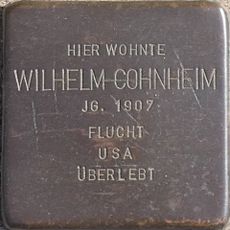 HIER WOHNTE
WILHELM COHNHEIM
JG. 1907
FLUCHT
USA
ÜBERLEBT